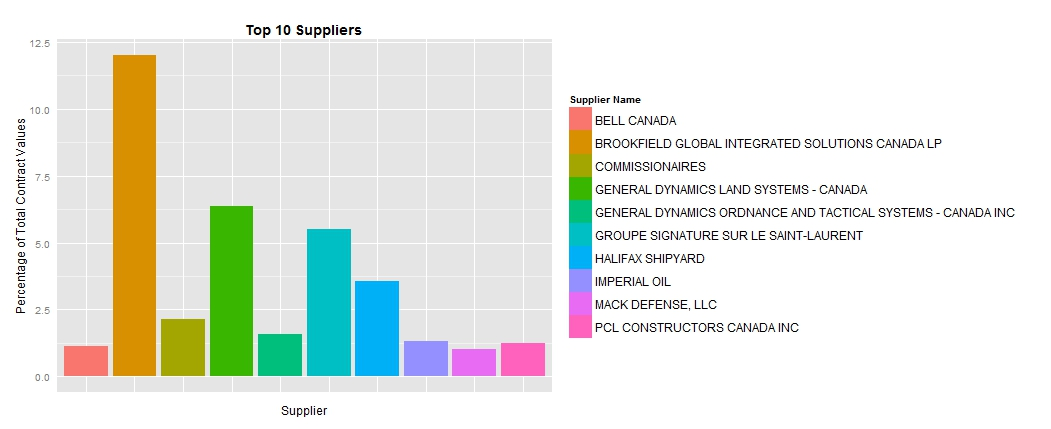 Top 10 Suppliers
Percentage of Total Contract Values
12.5
10.0
7.5
5.0
2.5
0.0
Supplier
Supplier Name
BELL CANADA
BROOKFIELD GLOBAL INTEGRATED SOLUTIONS CANADA LP
COMMISSIONAIRES
GENERAL DYNAMICS LAND SYSTEMS - CANADA
GENERAL DYNAMICS ORDNANCE AND TACTICAL SYSTEMS - CANADA INC
GROUPE SIGNATURE SUR LE SAINT-LAURENT
HALIFAX SHIPYARD
IMPERIAL OIL
MACK DEFENSE, LLC
PCL CONSTRUCTORS CANADA INC